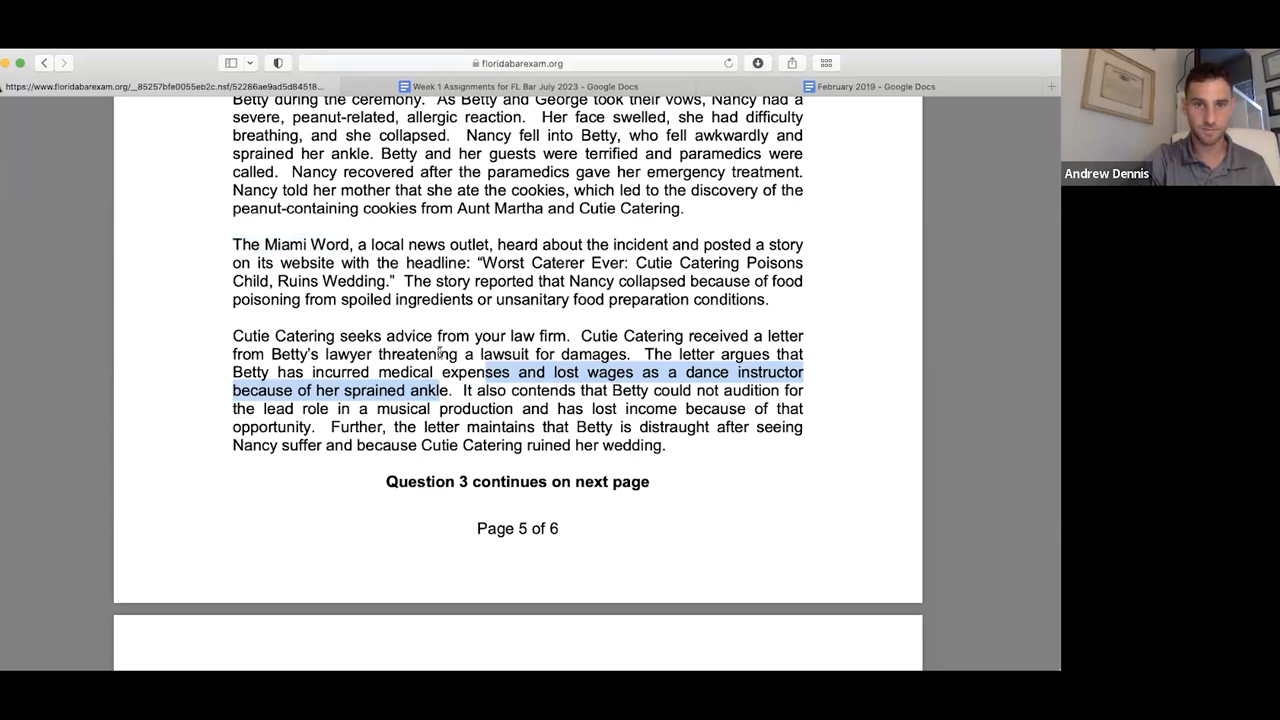 floridabarexam.org
https://www.floridabarexam.org/__85257bfe0055eb2c.nsf/52286ae9ad5d84518...
Week 1 Assignments for FL Bar July 2023 - Google Docs
February 2019 - Google Docs
Betty during the ceremony. As Betty and George took their vows, Nancy had a
severe, peanut-related, allergic reaction. Her face swelled, she had difficulty
breathing, and she collapsed. Nancy fell into Betty, who fell awkwardly and
sprained her ankle. Betty and her guests were terrified and paramedics were
called. Nancy recovered after the paramedics gave her emergency treatment.
Nancy told her mother that she ate the cookies, which led to the discovery of the
peanut-containing cookies from Aunt Martha and Cutie Catering.
The Miami Word, a local news outlet, heard about the incident and posted a story
on its website with the headline: “Worst Caterer Ever: Cutie Catering Poisons
Child, Ruins Wedding.” The story reported that Nancy collapsed because of food
poisoning from spoiled ingredients or unsanitary food preparation conditions.
Cutie Catering seeks advice from your law firm. Cutie Catering received a letter
from Betty’s lawyer threatening a lawsuit for damages. The letter argues that
Betty has incurred medical expenses and lost wages as a dance instructor
because of her sprained ankle. It also contends that Betty could not audition for
the lead role in a musical production and has lost income because of that
opportunity. Further, the letter maintains that Betty is distraught after seeing
Nancy suffer and because Cutie Catering ruined her wedding.
Question 3 continues on next page
Page 5 of 6
Andrew Dennis